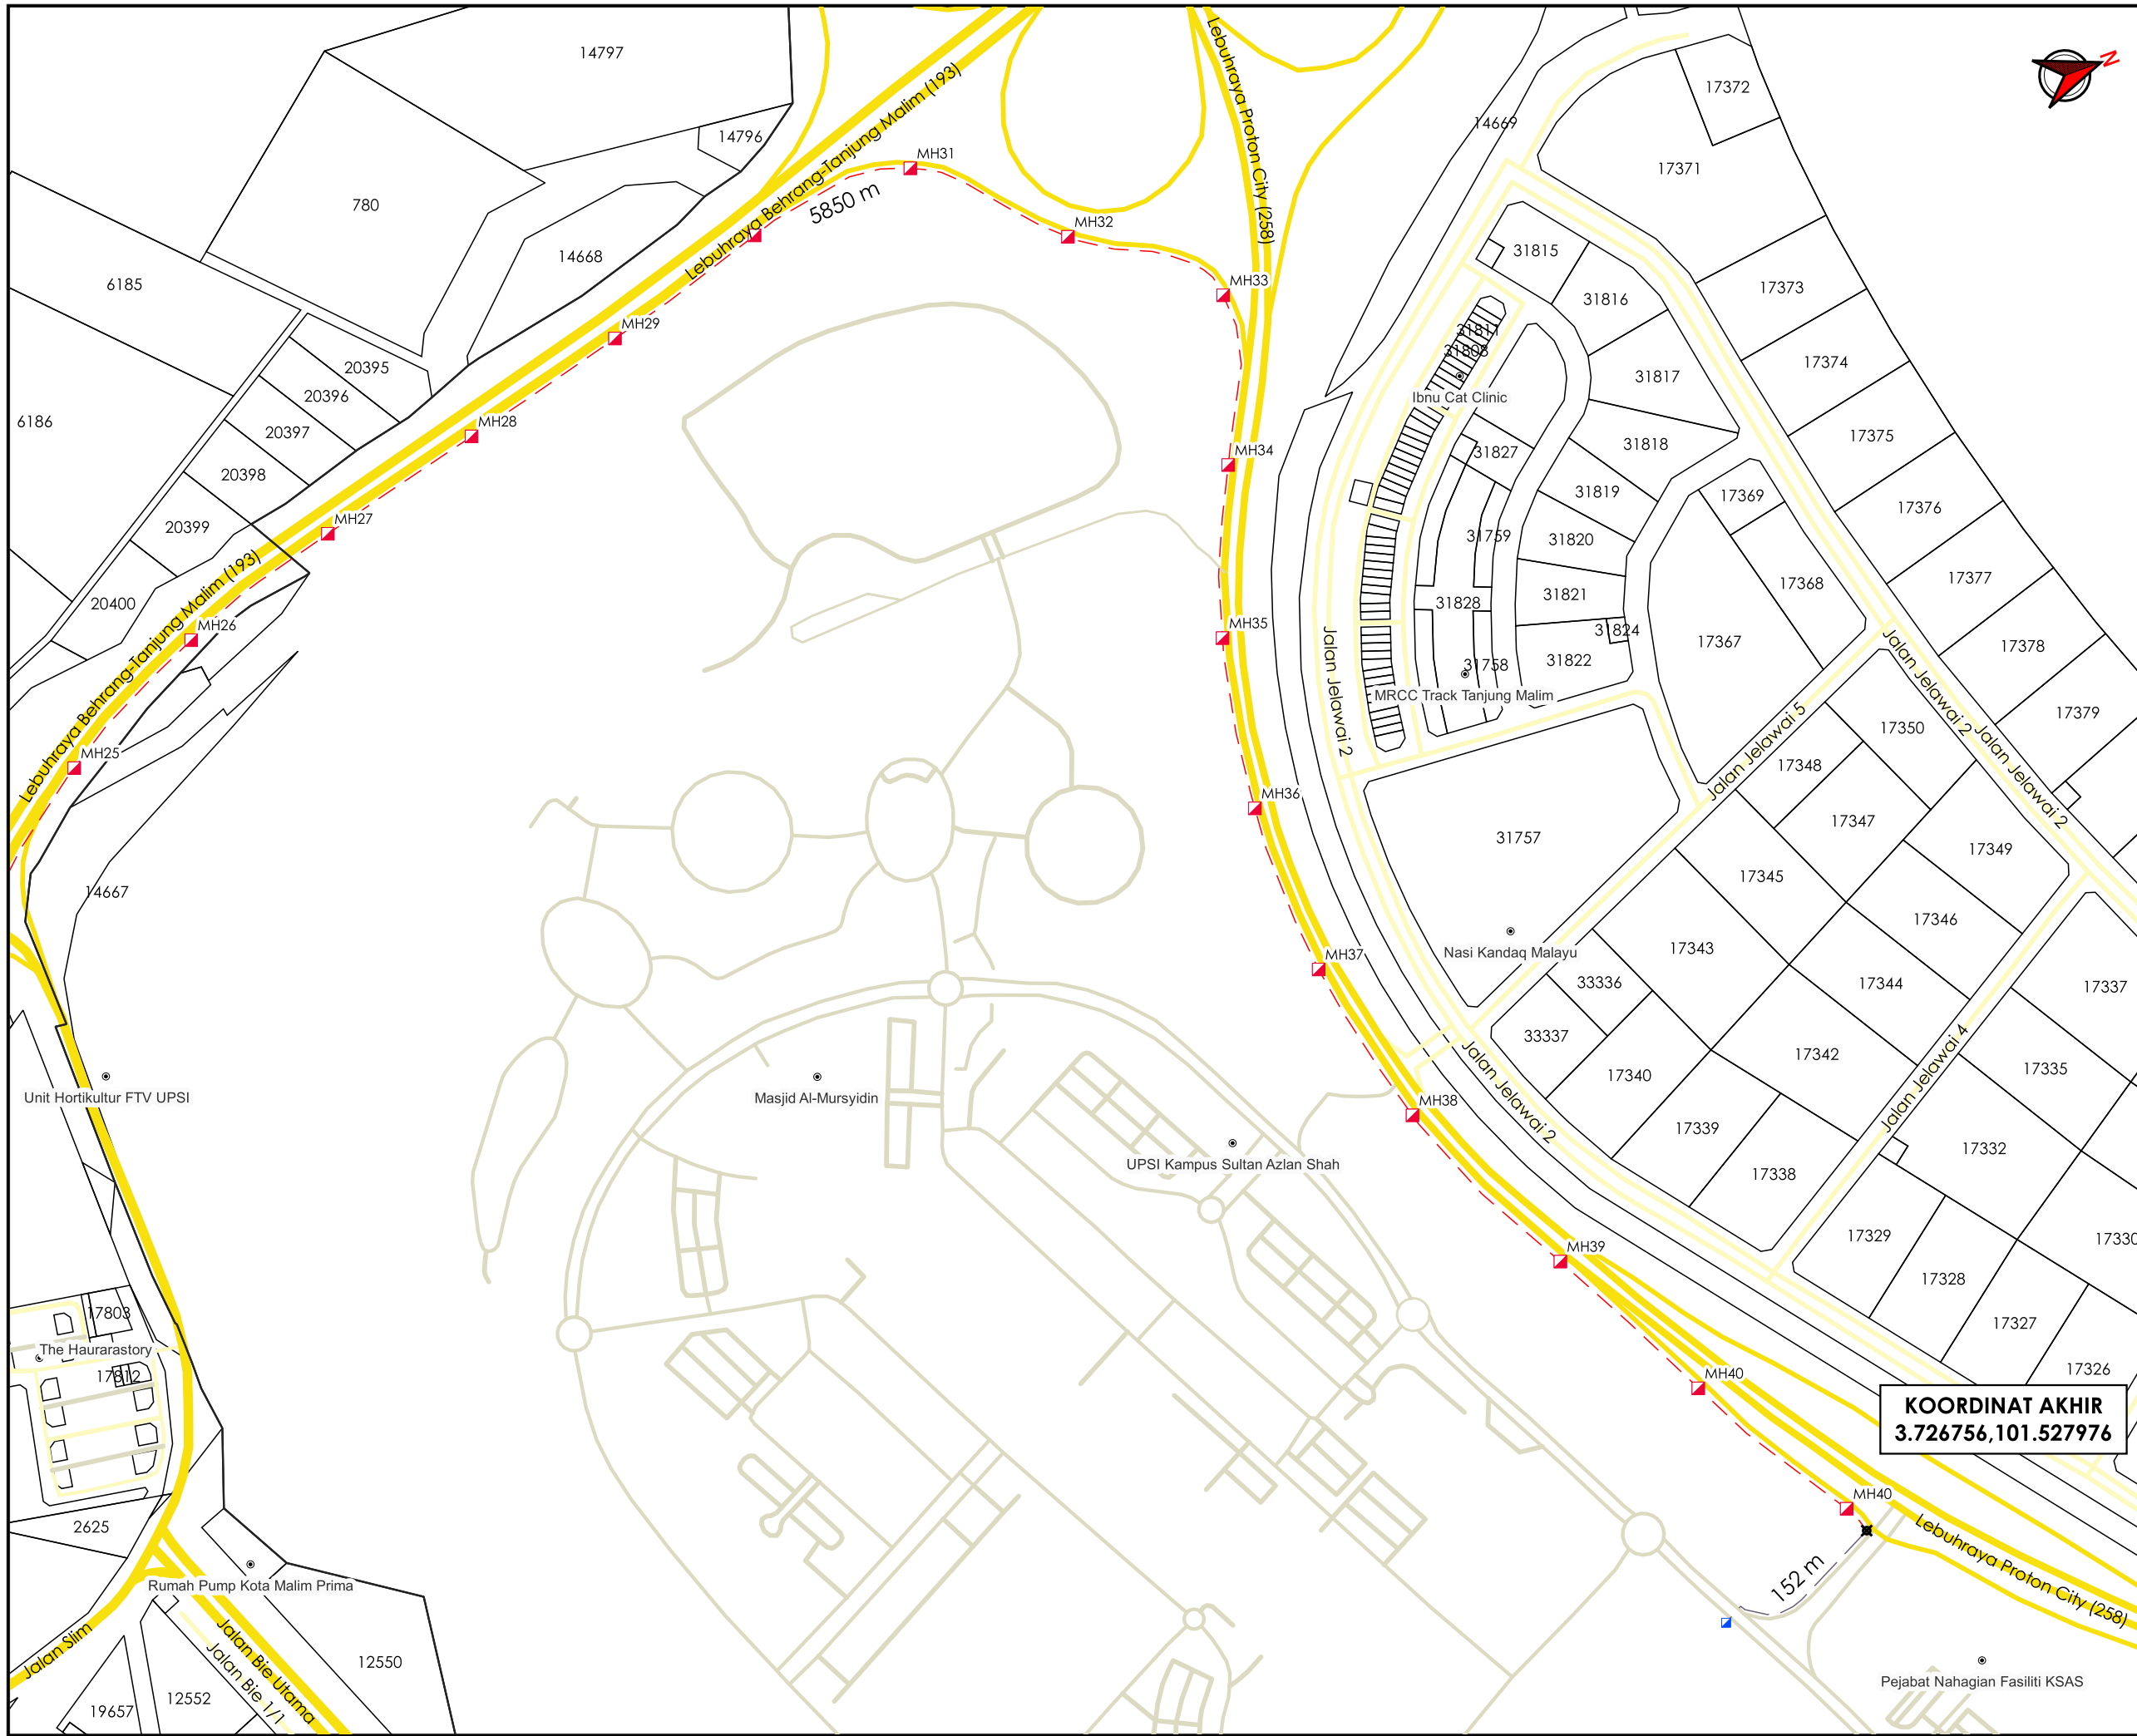 14797
14796
780
14668
6185
6186
20395
20396
20397
20398
20399
20400
14667
Lebuhraya Behrang-Tanjung Malim (193)
5850 m
MH31
MH32
MH33
MH29
MH28
MH27
MH26
MH25
MH34
MH35
MH36
MH37
MH38
MH39
MH40
MH40
Lebuhraya Behrang-Tanjung Malim (193)
Lebuhraya Proton City (258)
N
14669
17372
17371
17373
17374
17375
17376
17377
17378
17379
31815
31816
31817
31818
31819
31820
31821
31822
31824
31811
31808
Ibnu Cat Clinic
31827
31759
31828
31758
MRCC Track Tanjung Malim
17369
17368
17367
Jalan Jelawai 2
Jalan Jelawai 2
Jalan Jelawai 2
Jalan Jelawai 5
17350
17348
17347
17349
17345
17346
31757
Nasi Kandaq Malayu
17343
17344
33336
33337
17340
17342
17337
17335
17339
17338
17332
17330
17329
17328
17327
17326
Jalan Jelawai 4
Jalan Jelawai 2
KOORDINAT AKHIR
3.726756,101.527976
Lebuhraya Proton City (258)
152 m
Pejabat Nahagian Fasiliti KSAS
UPSI Kampus Sultan Azlan Shah
Masjid Al-Mursyidin
Unit Hortikultur FTV UPSI
17803
The Haurarastory
17812
2625
Rumah Pump Kota Malim Prima
Jalan Slim
Jalan Bie Utama
Jalan Bie 1/1
12550
12552
19657